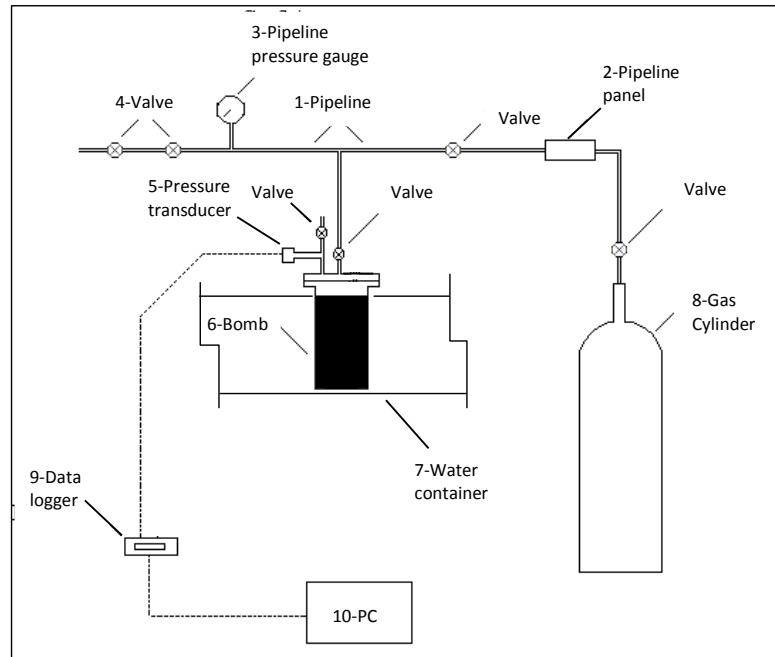 3-Pipeline
pressure gauge
2-Pipeline
panel
4-Valve
1-Pipeline
Valve
5-Pressure
transducer
Valve
Valve
Valve
8-Gas
Cylinder
6-Bomb
7-Water
container
9-Data
logger
10-PC